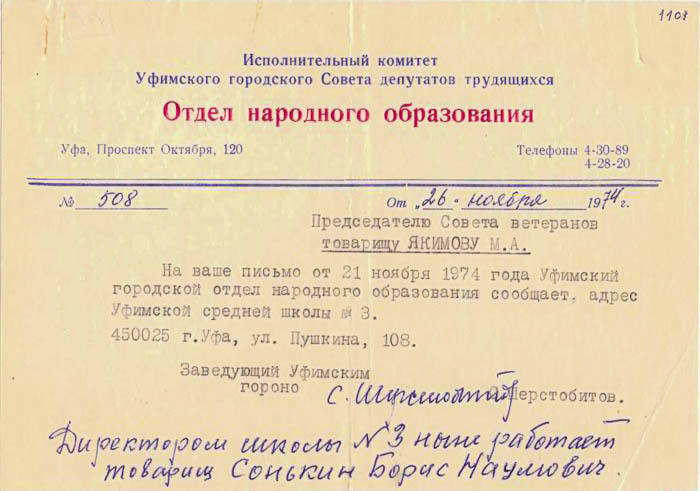 1108
Исполнительный комитет
Уфимского городского Совета депутатов трудящихся
Отдел народного образования
Уфа, Проспект Октября, 120 Телефоны 4-30-89
4-28-20
№ 508 От „26“ ноября 1974 г.
Председателю Совета ветеранов
товарищу ЯКИМОВУ М.А.
На ваше письмо от 21 ноября 1974 года Уфимский
городской отдел народного образования сообщает, адрес
Уфимской средней школы № 3.
450025 г.Уфа, ул. Пушкина, 108.
Заведующий Уфимским
гороно С. Шерстобитов С.Шерстобитов.
Директором школы N 3 ныне работает
товарищ Сонькин Борис Наумович.